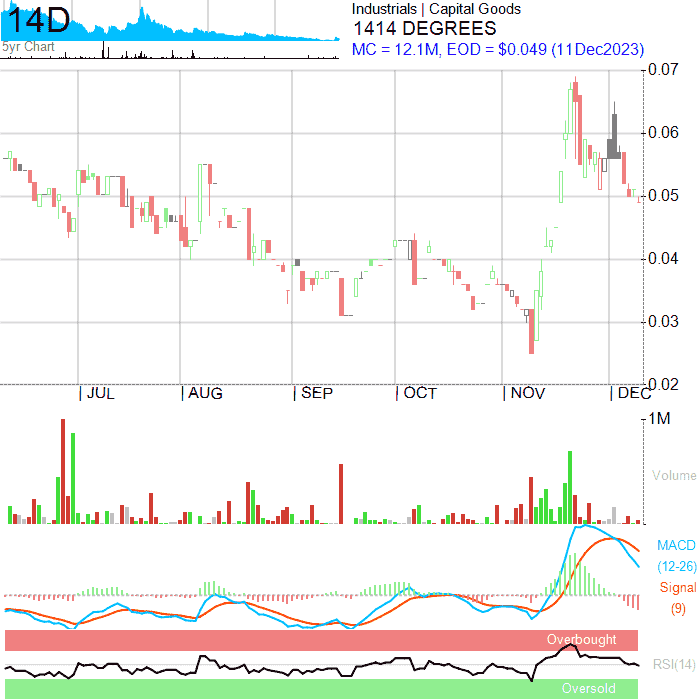 14D
5yr Chart
Industrials | Capital Goods
1414 DEGREES
MC = 12.1M, EOD = $0.049 (11Dec2023)
0.07
0.06
0.05
0.04
0.03
0.02
JUL AUG SEP OCT NOV DEC
1M
Volume
MACD
(12-26)
Signal
(9)
Overbought
RSI(14)
Oversold